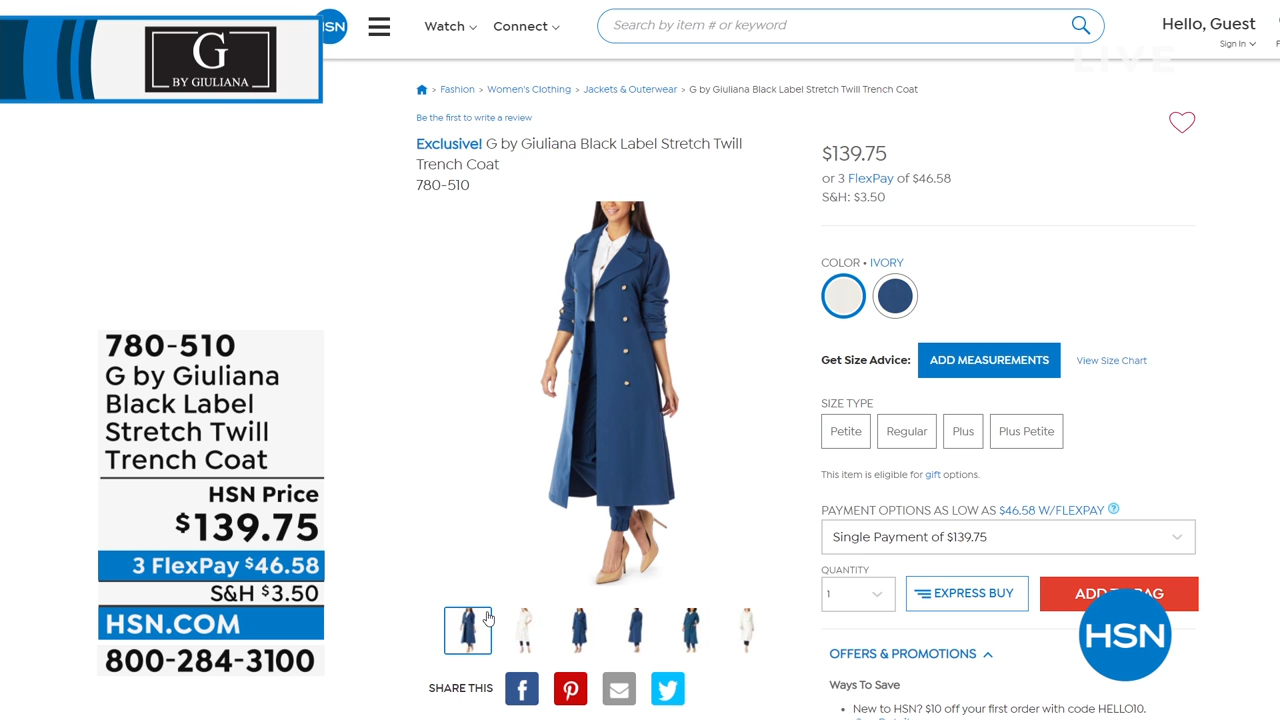 G
BY GIULIANA
HSN
Watch
Connect
Search by item # or keyword
Hello, Guest
Sign In
LIVE
> Fashion > Women's Clothing > Jackets & Outerwear > G by Giuliana Black Label Stretch Twill Trench Coat
Be the first to write a review
Exclusive! G by Giuliana Black Label Stretch Twill
Trench Coat
780-510
$139.75
or 3 FlexPay of $46.58
S&H: $3.50
COLOR • IVORY
Get Size Advice:
ADD MEASUREMENTS
View Size Chart
SIZE TYPE
Petite
Regular
Plus
Plus Petite
This item is eligible for gift options.
PAYMENT OPTIONS AS LOW AS $46.58 W/FLEXPAY ?
Single Payment of $139.75
QUANTITY
1
EXPRESS BUY
ADD BAG
OFFERS & PROMOTIONS
Ways To Save
• New to HSN? $10 off your first order with code HELLO10.
SHARE THIS
780-510
G by Giuliana
Black Label
Stretch Twill
Trench Coat
HSN Price
$139.75
3 FlexPay $46.58
S&H $3.50
HSN.COM
800-284-3100
HSN